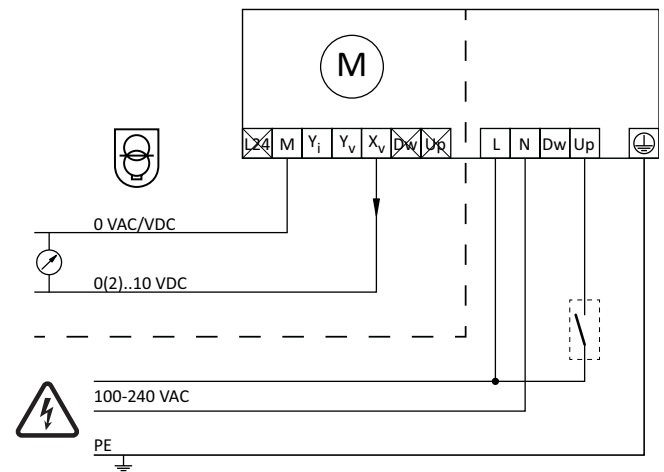 M
L24 M Yi Yv Xv Dw Up L N Dw Up
0 VAC/VDC
0(2)..10 VDC
100-240 VAC
PE